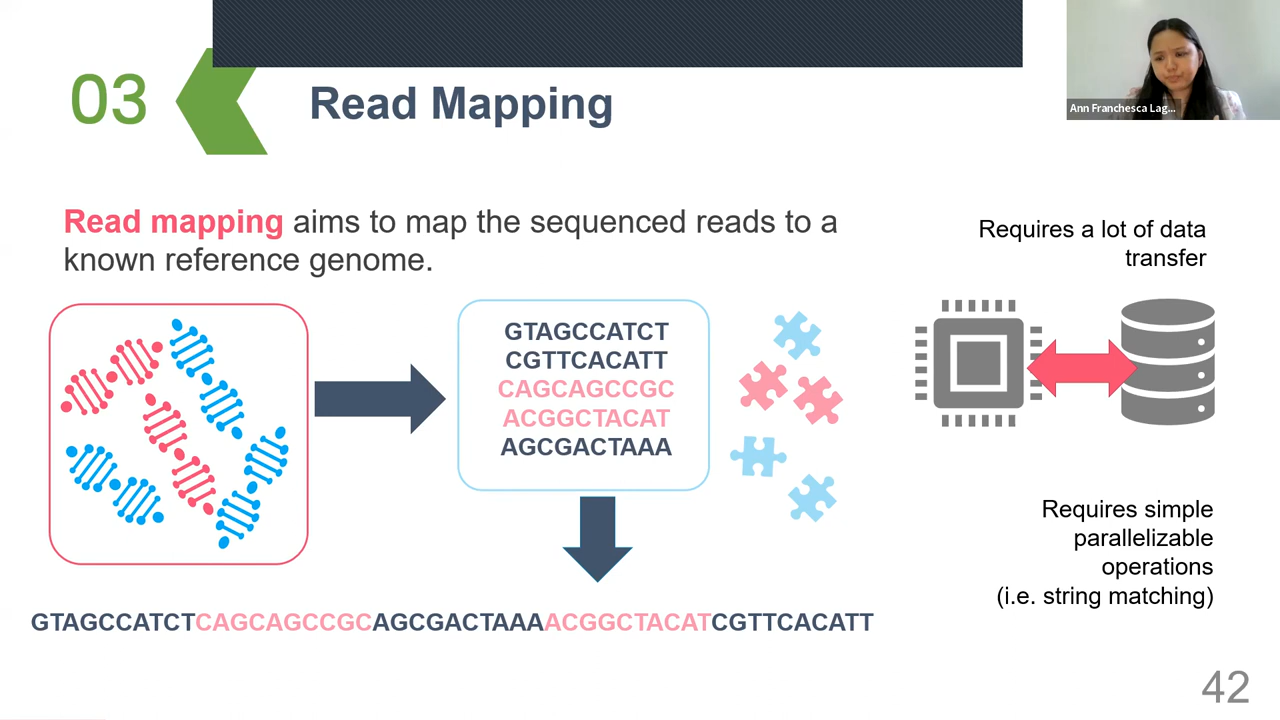 03
Read Mapping
Ann Franchesca Lag...
Read mapping aims to map the sequenced reads to a
known reference genome.
Requires a lot of data
transfer
GTAGCCATCT
CGTTCACATT
CAGCAGCCGC
ACGGCTACAT
AGCGACTAAA
Requires simple
parallelizable
operations
(i.e. string matching)
GTAGCCATCTCAGCAGCCGCAGCGACTAAAACGGCTACATCGTTCACATT
42